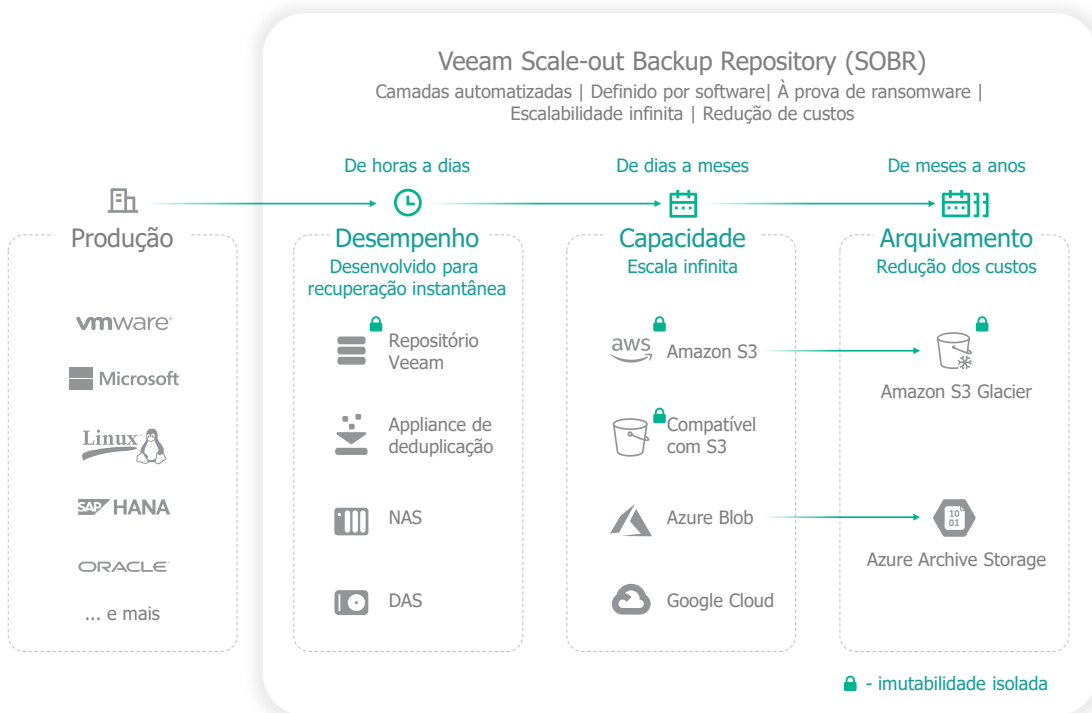 Veeam Scale-out Backup Repository (SOBR)
Camadas automatizadas | Definido por software| À prova de ransomware |
Escalabilidade infinita | Redução de custos
De horas a dias
De dias a meses
De meses a anos
Produção
vmware
Microsoft
Linux
SAP HANA
ORACLE
... e mais
Desempenho
Desenvolvido para
recuperação instantânea
Repositório
Veeam
Appliance de
deduplicação
NAS
DAS
Capacidade
Escala infinita
aws
Amazon S3
Compatível
com S3
Azure Blob
Google Cloud
Arquivamento
Redução dos custos
Amazon S3 Glacier
10
01
Azure Archive Storage
- imutabilidade isolada